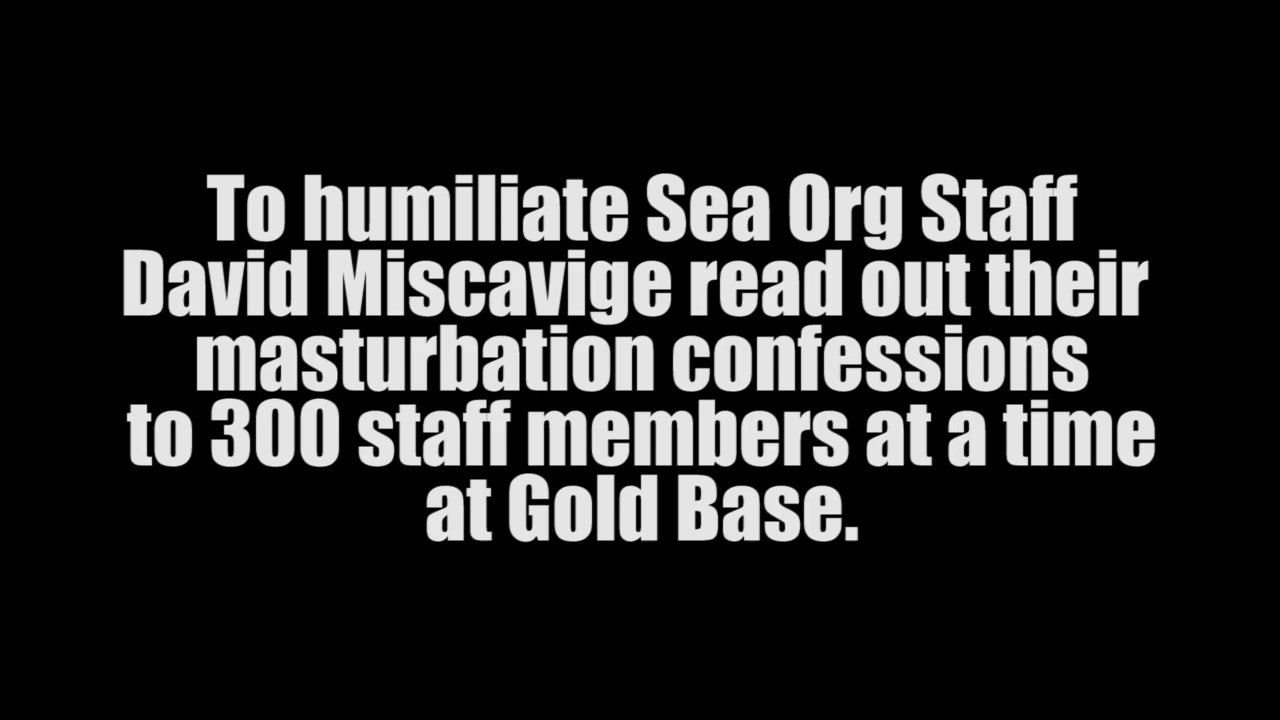 To humiliate Sea Org Staff
David Miscavige read out their
masturbation confessions
to 300 staff members at a time
at Gold Base.